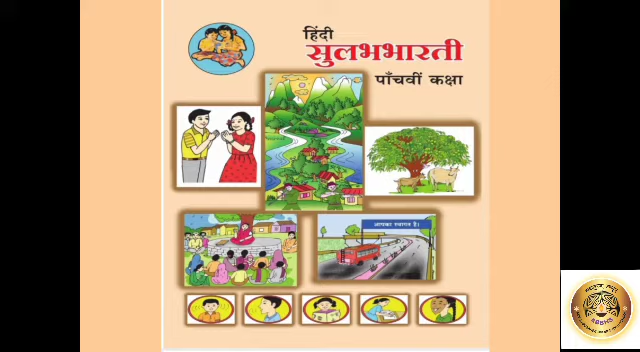 हिंदी
सुलभभारती
पाँचवीं कक्षा
आपका स्वागत है।